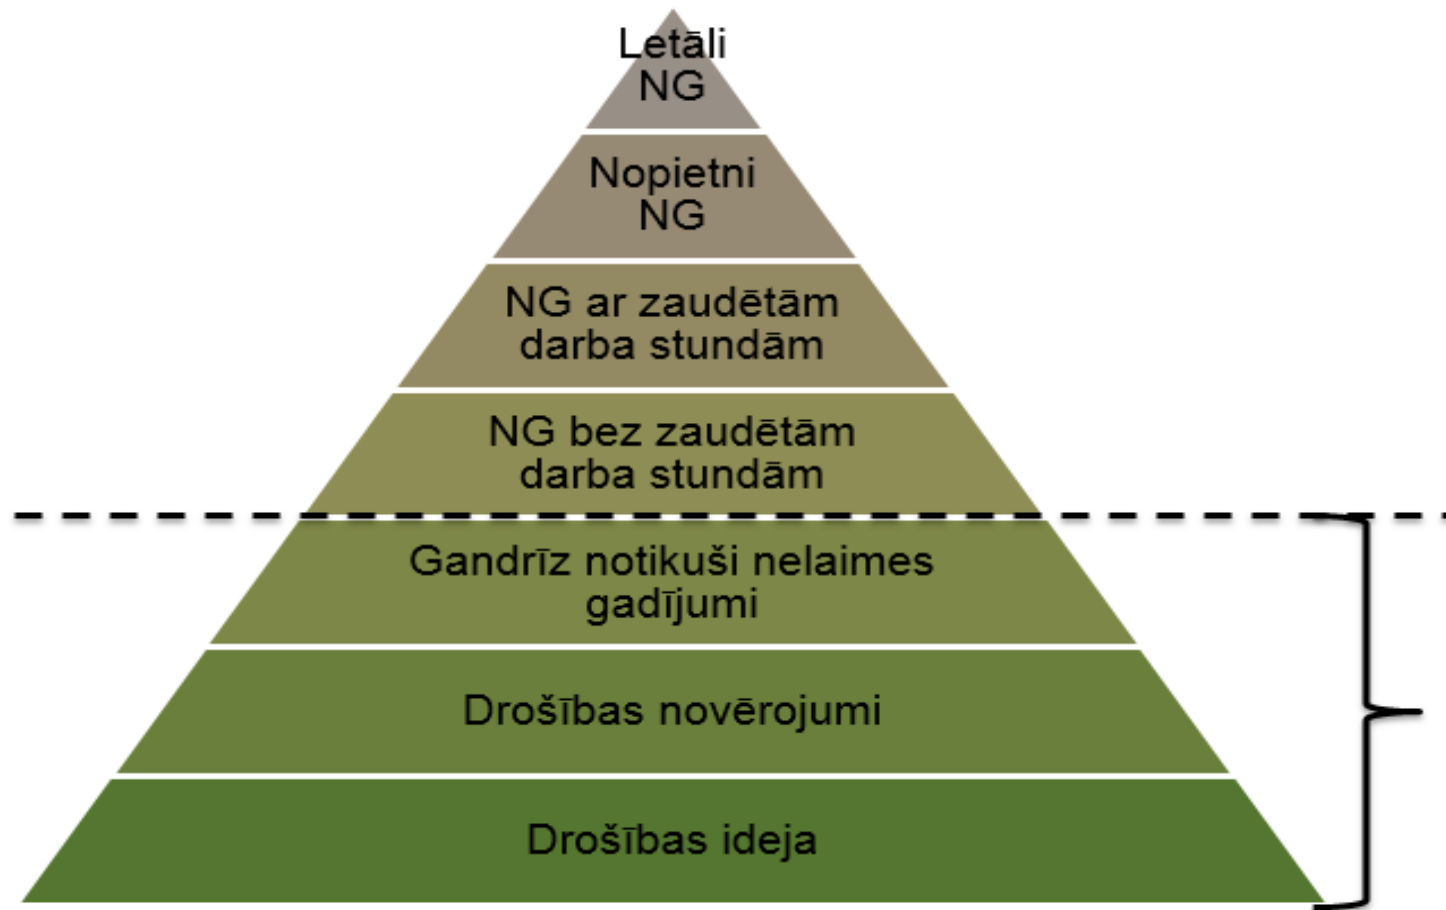 Letāli
NG
Nopietni
NG
NG ar zaudētām
darba stundām
NG bez zaudētām
darba stundām
Gandrīz notikuši nelaimes
gadījumi
Drošības novērojumi
Drošības ideja